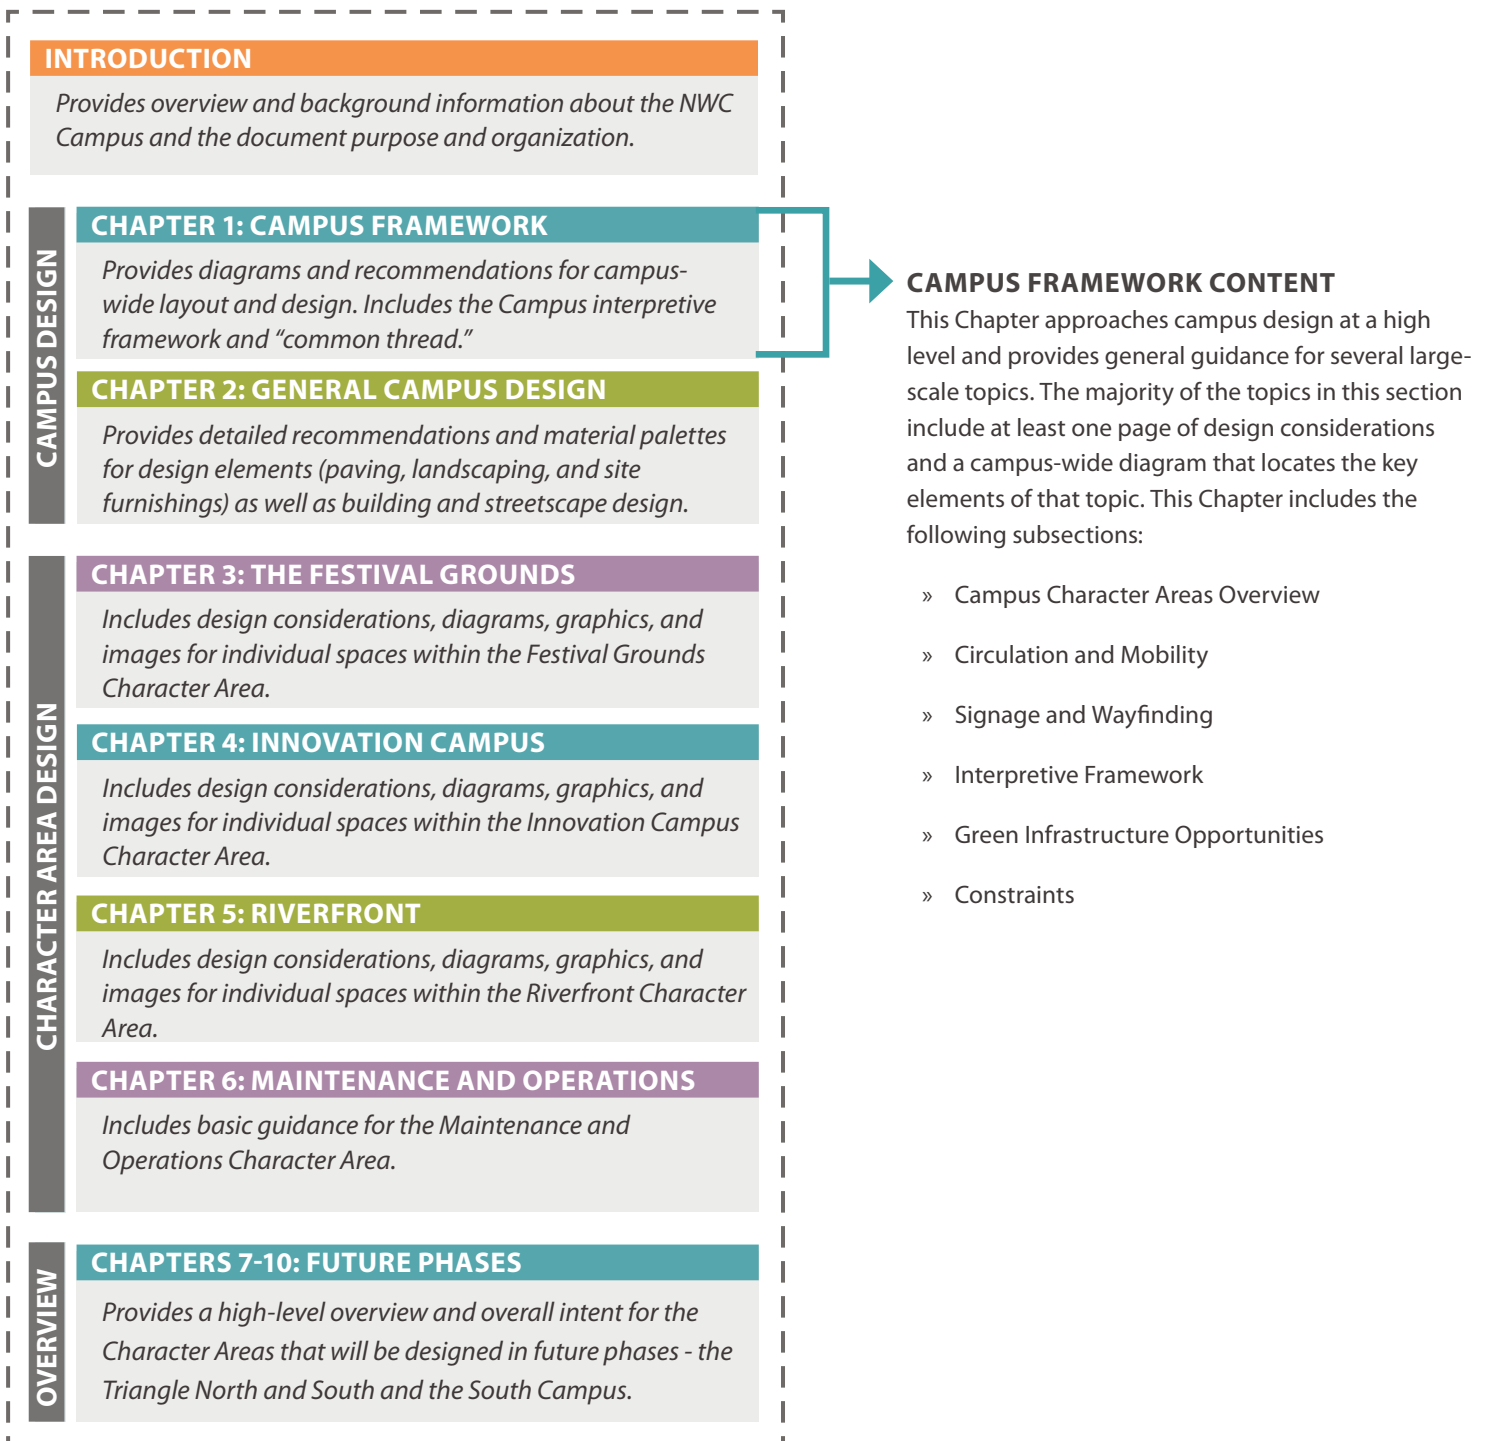 INTRODUCTION
Provides overview and background information about the NWC
Campus and the document purpose and organization.
CAMPUS DESIGN
CHAPTER 1: CAMPUS FRAMEWORK
Provides diagrams and recommendations for campus-
wide layout and design. Includes the Campus interpretive
framework and “common thread.”
CHAPTER 2: GENERAL CAMPUS DESIGN
Provides detailed recommendations and material palettes
for design elements (paving, landscaping, and site
furnishings) as well as building and streetscape design.
CHARACTER AREA DESIGN
CHAPTER 3: THE FESTIVAL GROUNDS
Includes design considerations, diagrams, graphics, and
images for individual spaces within the Festival Grounds
Character Area.
CHAPTER 4: INNOVATION CAMPUS
Includes design considerations, diagrams, graphics, and
images for individual spaces within the Innovation Campus
Character Area.
CHAPTER 5: RIVERFRONT
Includes design considerations, diagrams, graphics, and
images for individual spaces within the Riverfront Character
Area.
CHAPTER 6: MAINTENANCE AND OPERATIONS
Includes basic guidance for the Maintenance and
Operations Character Area.
OVERVIEW
CHAPTERS 7-10: FUTURE PHASES
Provides a high-level overview and overall intent for the
Character Areas that will be designed in future phases - the
Triangle North and South and the South Campus.
CAMPUS FRAMEWORK CONTENT
This Chapter approaches campus design at a high
level and provides general guidance for several large-
scale topics. The majority of the topics in this section
include at least one page of design considerations
and a campus-wide diagram that locates the key
elements of that topic. This Chapter includes the
following subsections:
» Campus Character Areas Overview
» Circulation and Mobility
» Signage and Wayfinding
» Interpretive Framework
» Green Infrastructure Opportunities
» Constraints